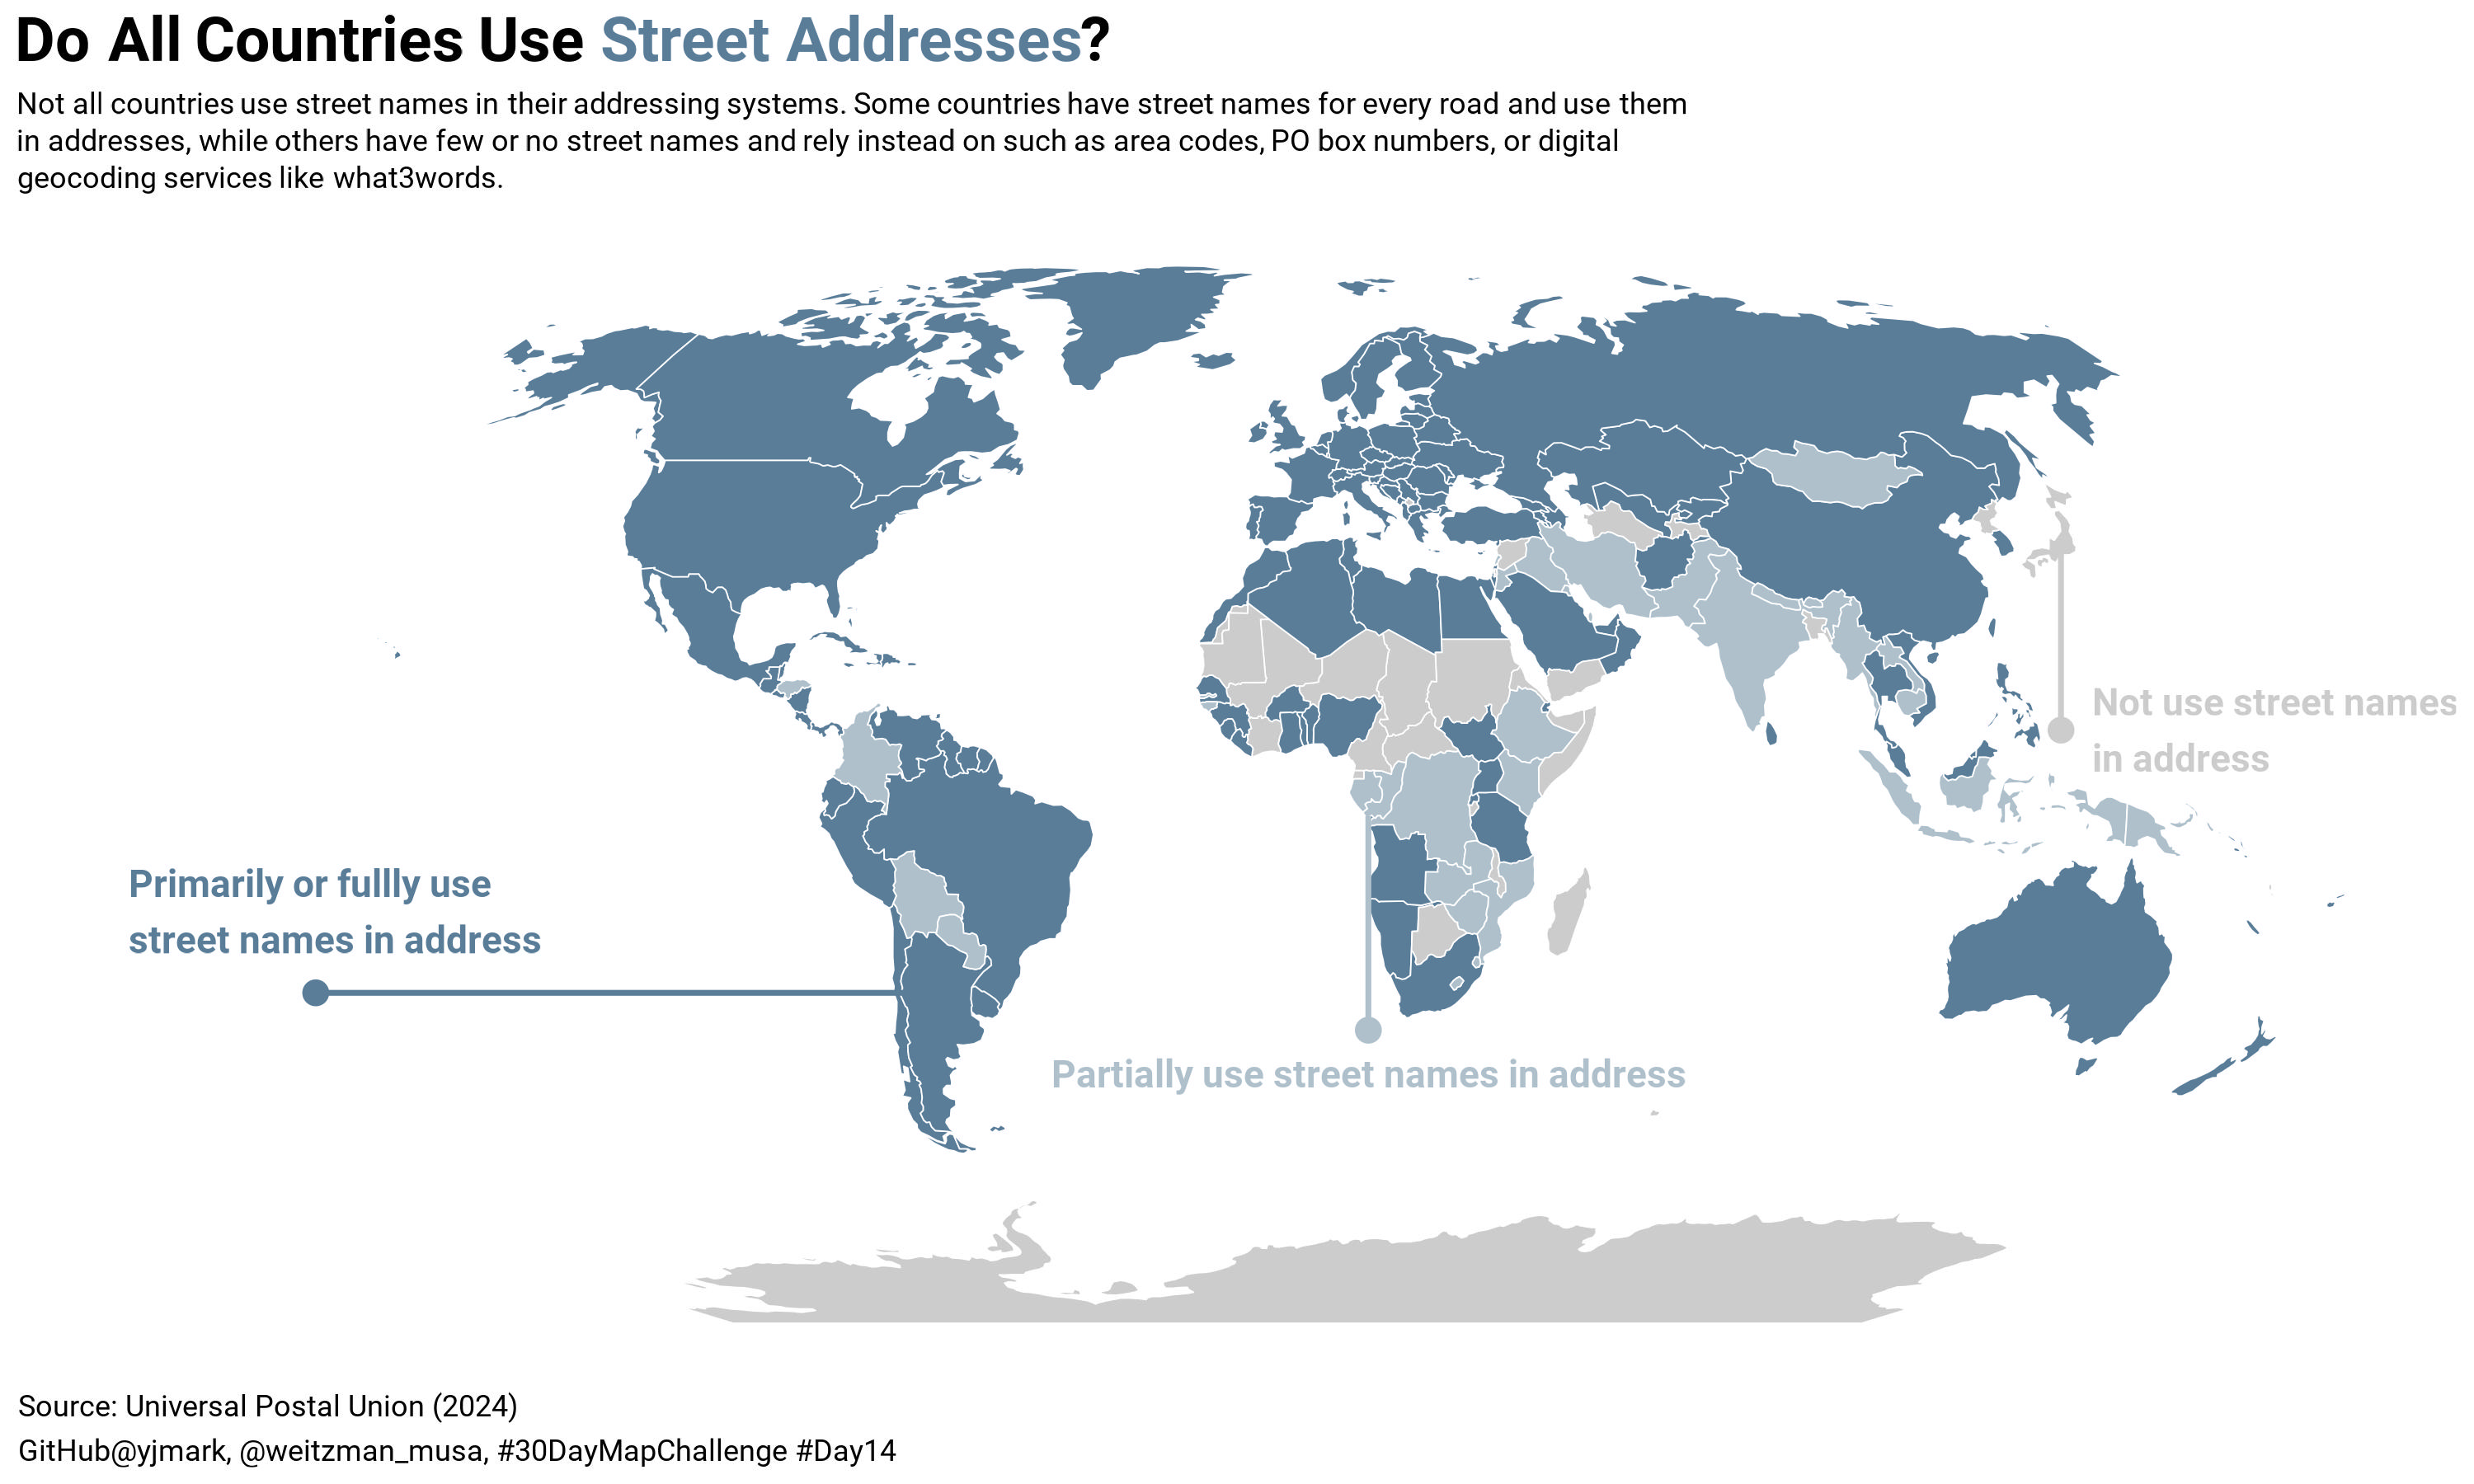 Do All Countries Use Street Addresses?
Not all countries use street names in their addressing systems. Some countries have street names for every road and use them
in addresses, while others have few or no street names and rely instead on such as area codes, PO box numbers, or digital
geocoding services like what3words.
Not use street names
in address
Primarily or fullly use
street names in address
Partially use street names in address
Source: Universal Postal Union (2024)
GitHub@yjmark, @weitzman_musa, #30DayMapChallenge #Day14